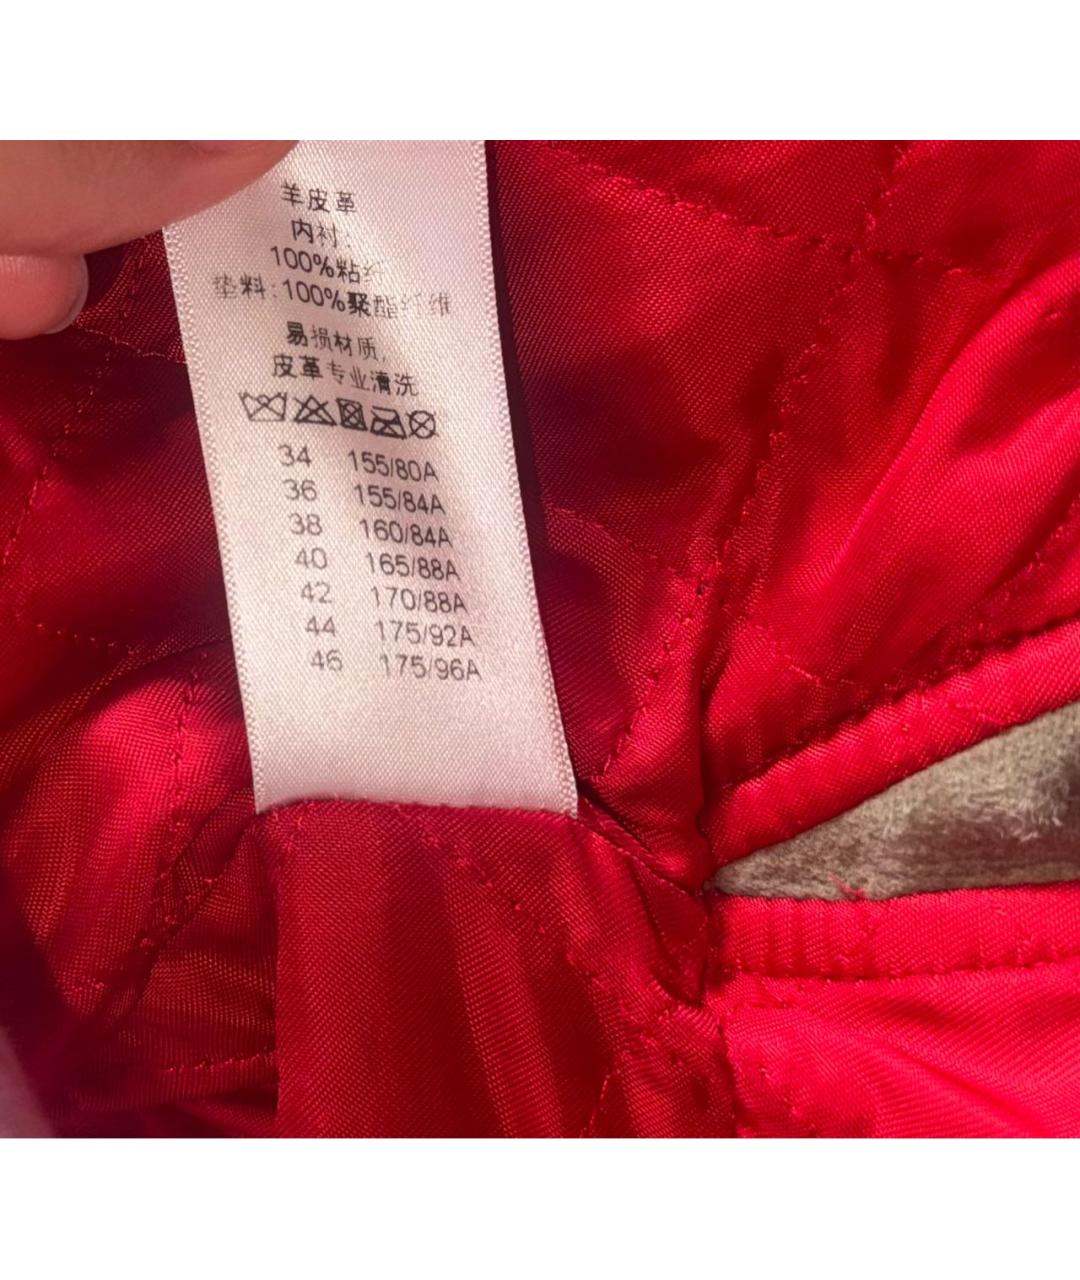 羊皮革
内衬:
100%粘纤
垫料:100%聚酯纤维
易损材质,
皮革专业清洗
34 155/80A
36 155/84A
38 160/84A
40 165/88A
42 170/88A
44 175/92A
46 175/96A